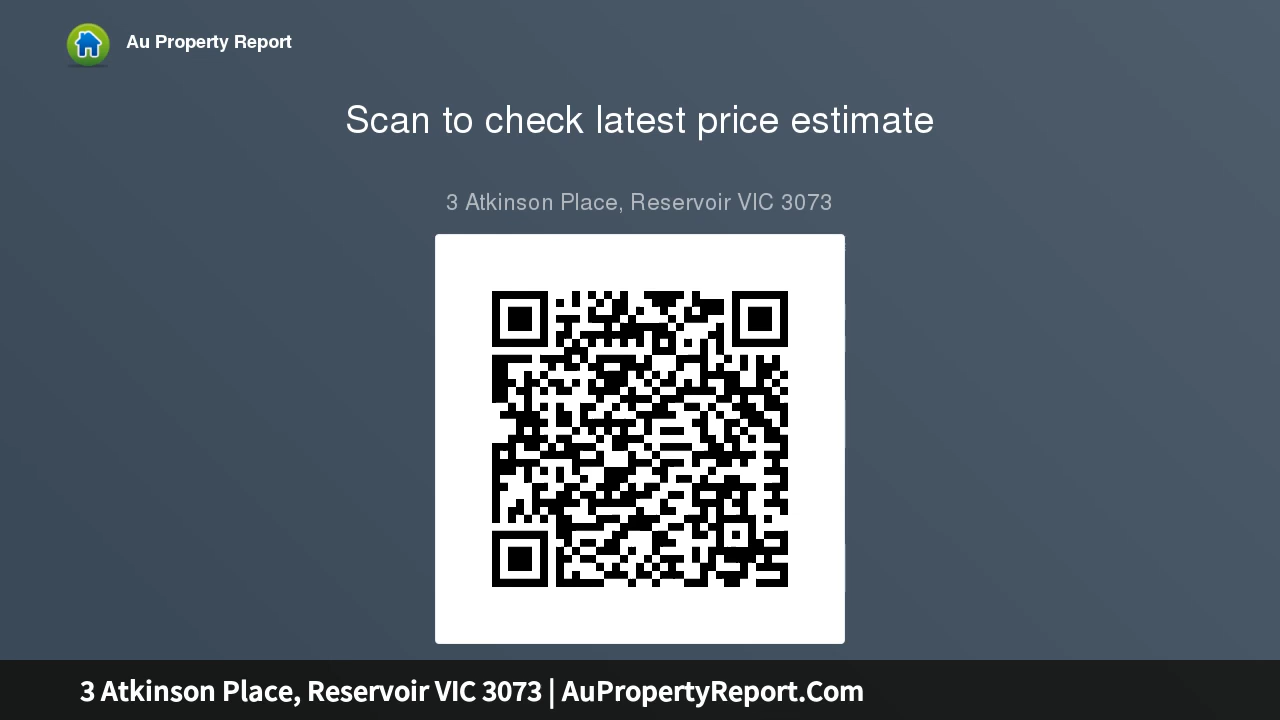 Au Property Report
Scan to check latest price estimate
3 Atkinson Place, Reservoir VIC 3073
3 Atkinson Place, Reservoir VIC 3073 | AuPropertyReport.Com